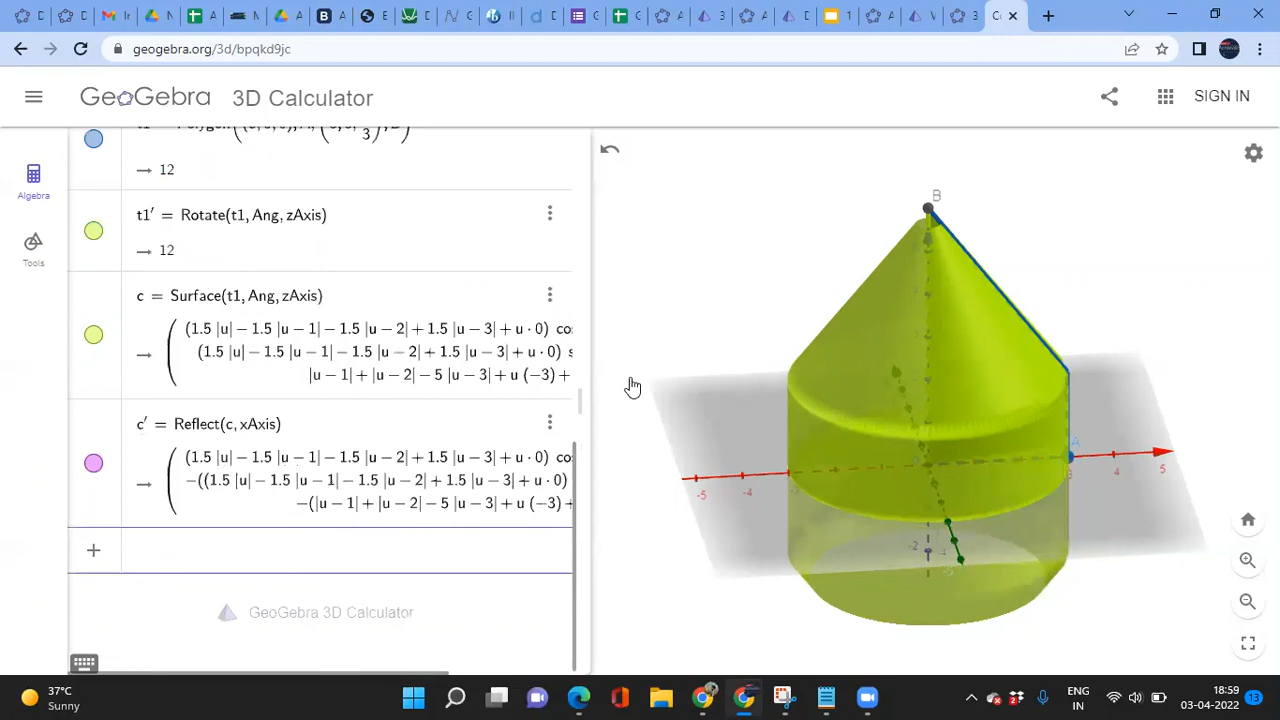 geogebra.org/3d/bpqkd9jc
GeoGebra 3D Calculator SIGN IN
→ 12
t1′ = Rotate(t1, Ang, zAxis)
→ 12
c = Surface(t1, Ang, zAxis)
(1.5 |u| − 1.5 |u − 1| − 1.5 |u − 2| + 1.5 |u − 3| + u · 0) cos
→ (1.5 |u| − 1.5 |u − 1| − 1.5 |u − 2| + 1.5 |u − 3| + u · 0) s
|u − 1| + |u − 2| − 5 |u − 3| + u (−3) +
c′ = Reflect(c, xAxis)
(1.5 |u| − 1.5 |u − 1| − 1.5 |u − 2| + 1.5 |u − 3| + u · 0) cos
→ −((1.5 |u| − 1.5 |u − 1| − 1.5 |u − 2| + 1.5 |u − 3| + u · 0)
−(|u − 1| + |u − 2| − 5 |u − 3| + u (−3) +
+
GeoGebra 3D Calculator
Algebra
Tools
B
A
-5 -4 3 4 5
-2
37°C
Sunny
ENG
IN
18:59
03-04-2022
13